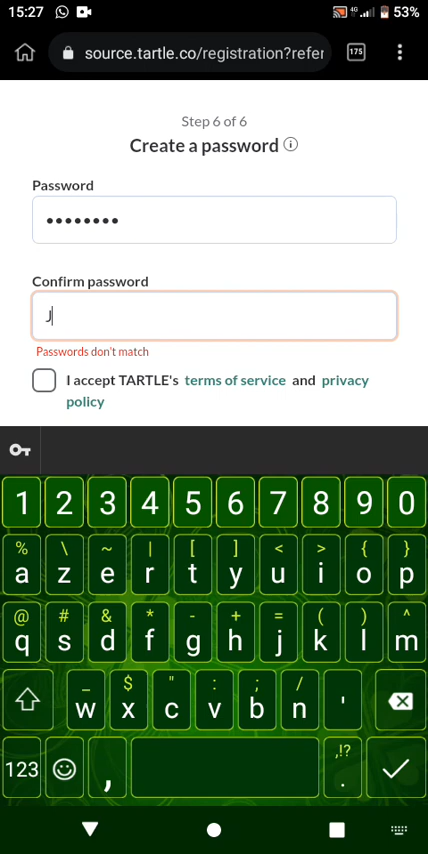 15:27 4G 53%
source.tartle.co/registration?refer 175
Step 6 of 6
Create a password
Password
••••••••
Confirm password
J
Passwords don't match
I accept TARTLE's terms of service and privacy
policy
1 2 3 4 5 6 7 8 9 0
% \ ~ | [ ] < > { }
a z e r t y u i o p
@ # & * - + = ( ) ^
q s d f g h j k l m
_ $ " : ; /
w x c v b n '
,!?
123 , .